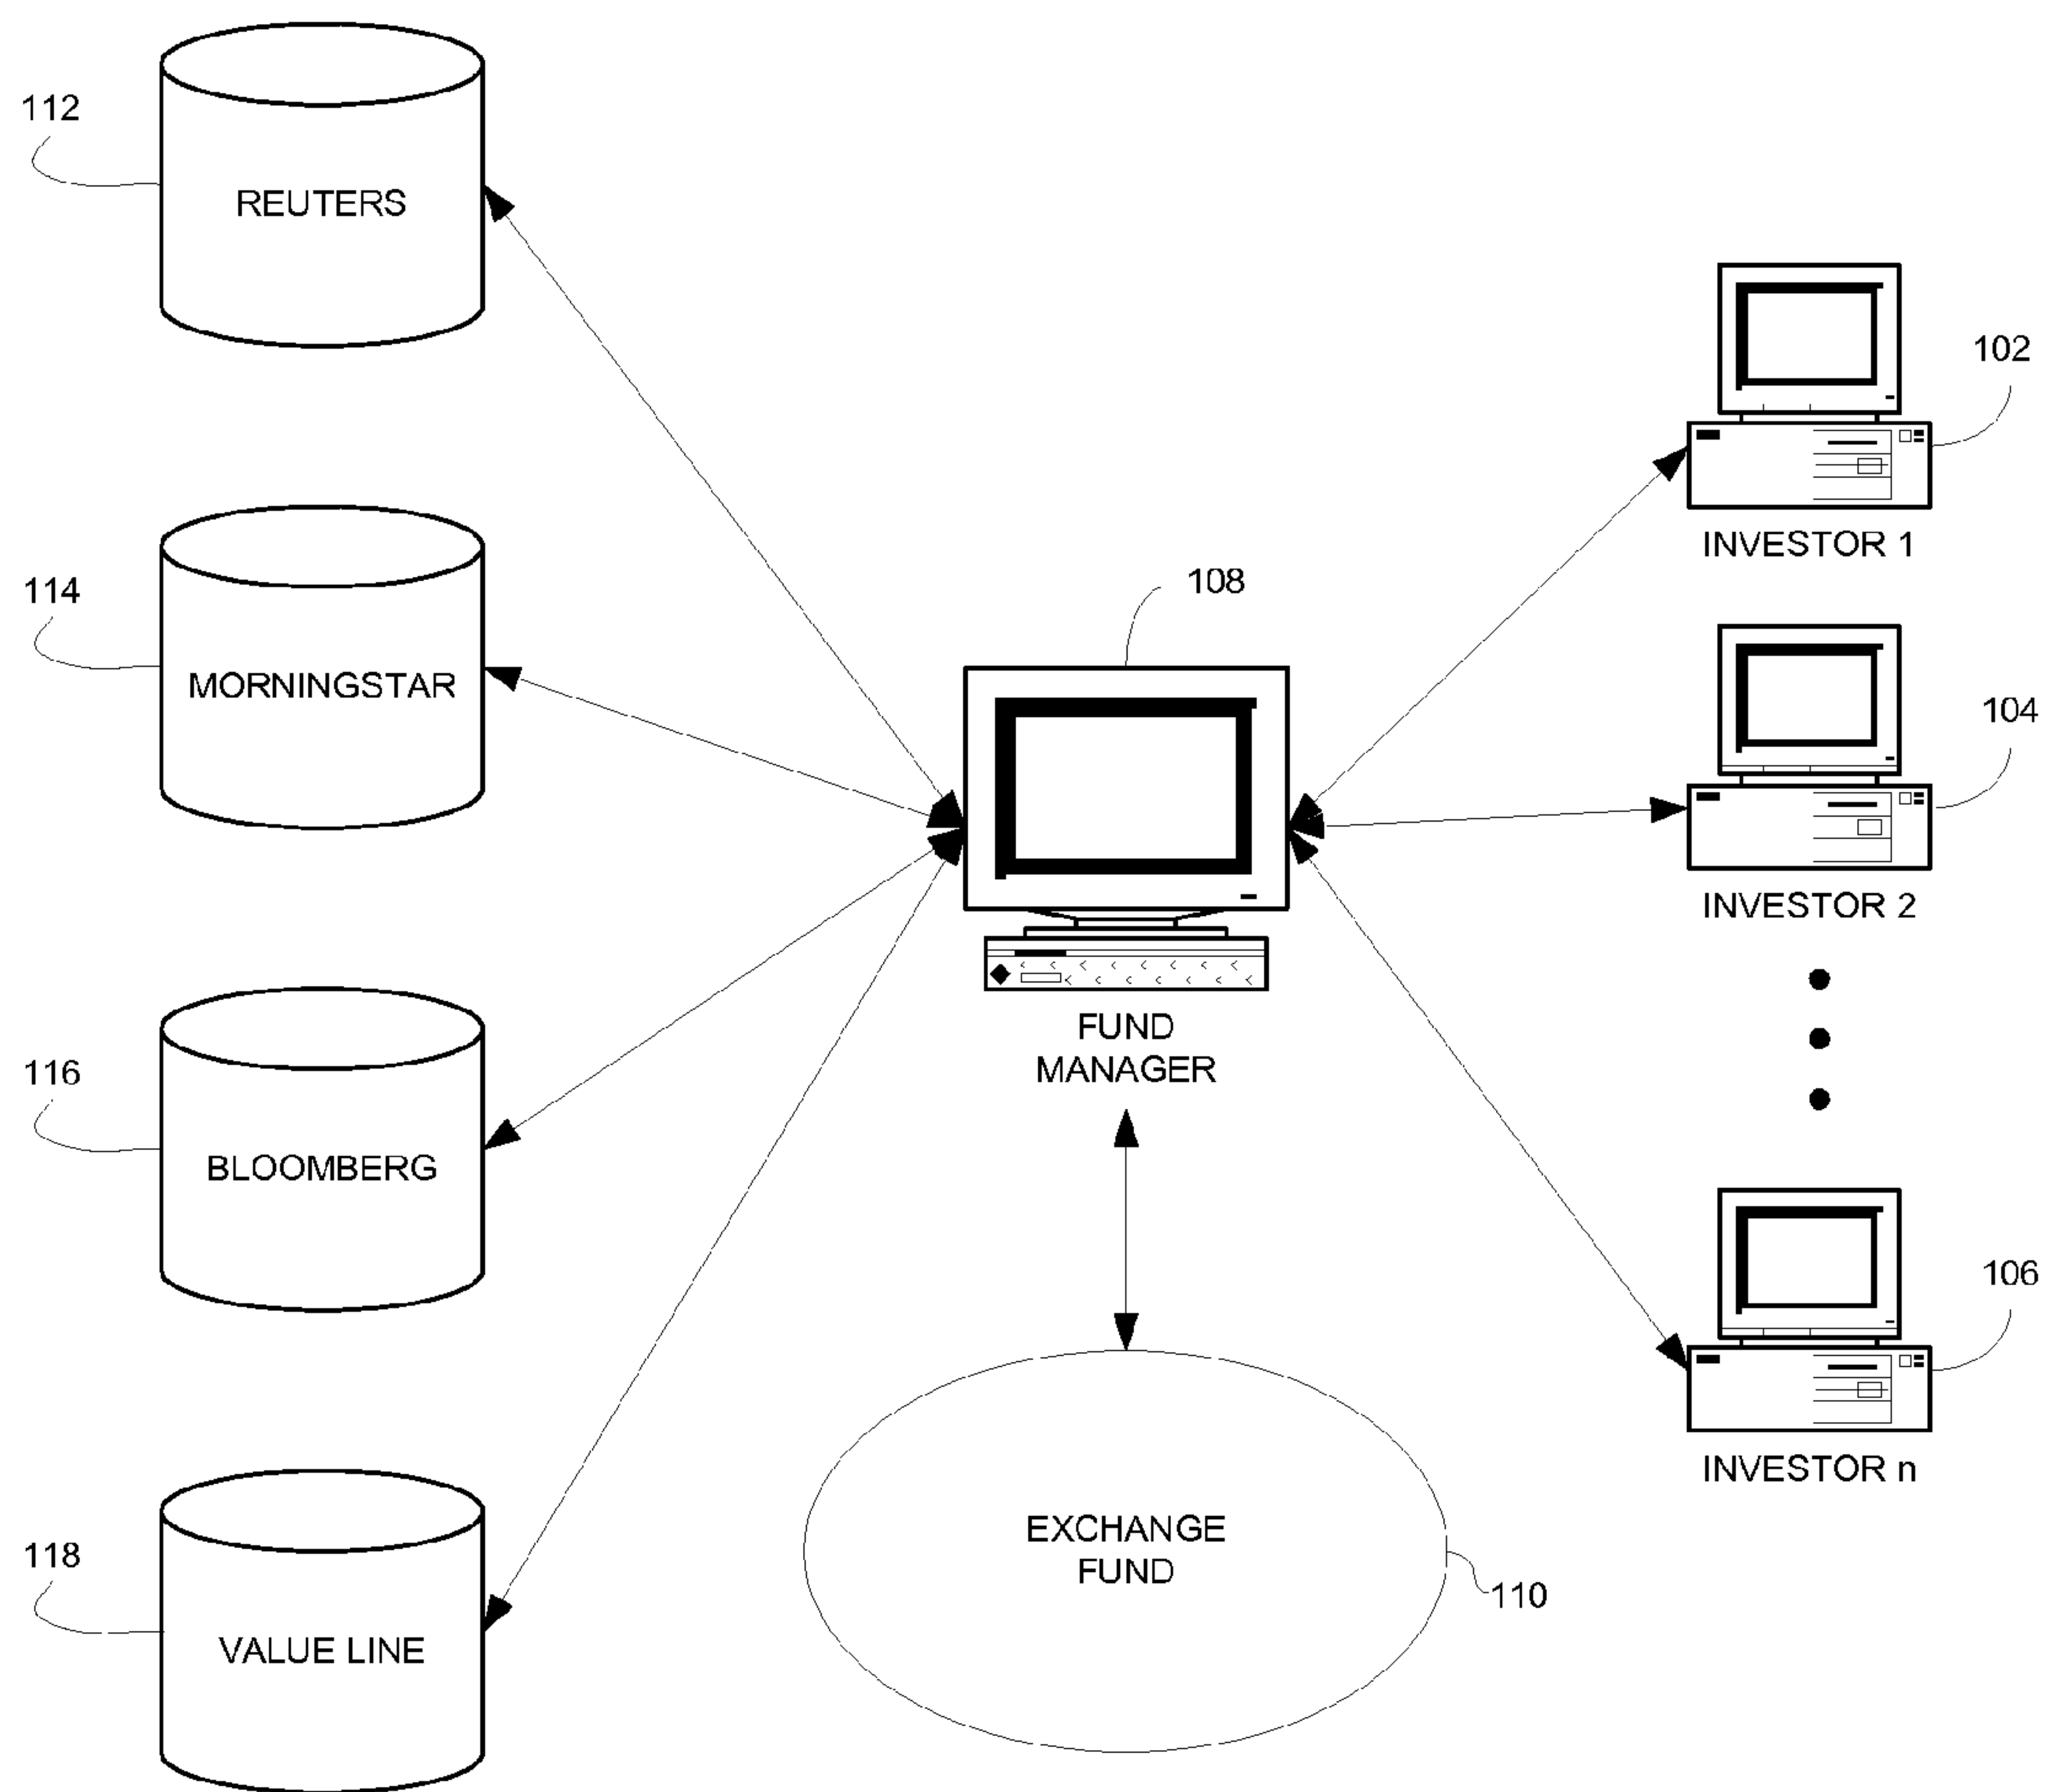 112
REUTERS
102
INVESTOR 1
108
114
MORNINGSTAR
104
INVESTOR 2
FUND
MANAGER
116
BLOOMBERG
106
INVESTOR n
EXCHANGE
FUND
110
118
VALUE LINE